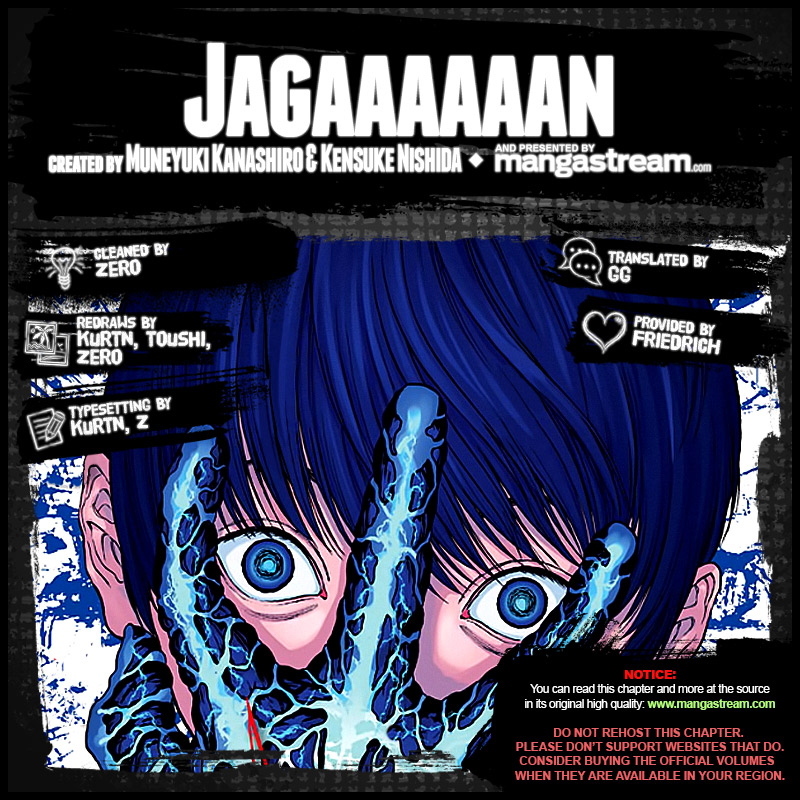 JAGAAAAAAN
CREATED BY MUNEYUKI KANASHIRO & KENSUKE NISHIDA ◆ AND PRESENTED BY mangastream.com
CLEANED BY
ZERO
REDRAWS BY
KURTN, TOUSHI,
ZERO
TYPESETTING BY
KURTN, Z
TRANSLATED BY
GG
PROVIDED BY
FRIEDRICH
NOTICE:
You can read this chapter and more at the source
in its original high quality: www.mangastream.com
DO NOT REHOST THIS CHAPTER.
PLEASE DON'T SUPPORT WEBSITES THAT DO.
CONSIDER BUYING THE OFFICIAL VOLUMES
WHEN THEY ARE AVAILABLE IN YOUR REGION.